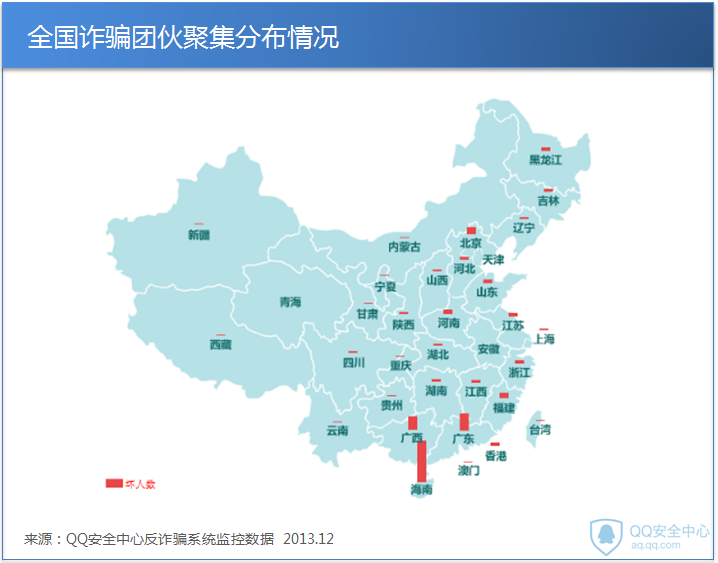 全国诈骗团伙聚集分布情况
黑龙江
吉林
辽宁
新疆
内蒙古
北京
天津
河北
山西
宁夏
山东
青海
甘肃
陕西
河南
江苏
上海
西藏
四川
重庆
湖北
安徽
浙江
湖南
江西
贵州
福建
云南
广西
广东
台湾
香港
澳门
海南
坏人数
来源：QQ安全中心反诈骗系统监控数据 2013.12
QQ安全中心
aq.qq.com